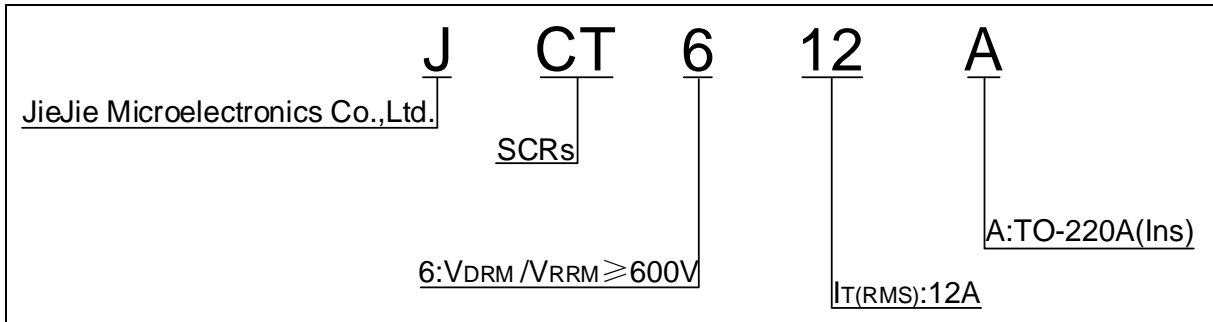 J CT 6 12 A
JieJie Microelectronics Co.,Ltd.
SCRs
A:TO-220A(Ins)
6:VDRM /VRRM≥600V
IT(RMS):12A